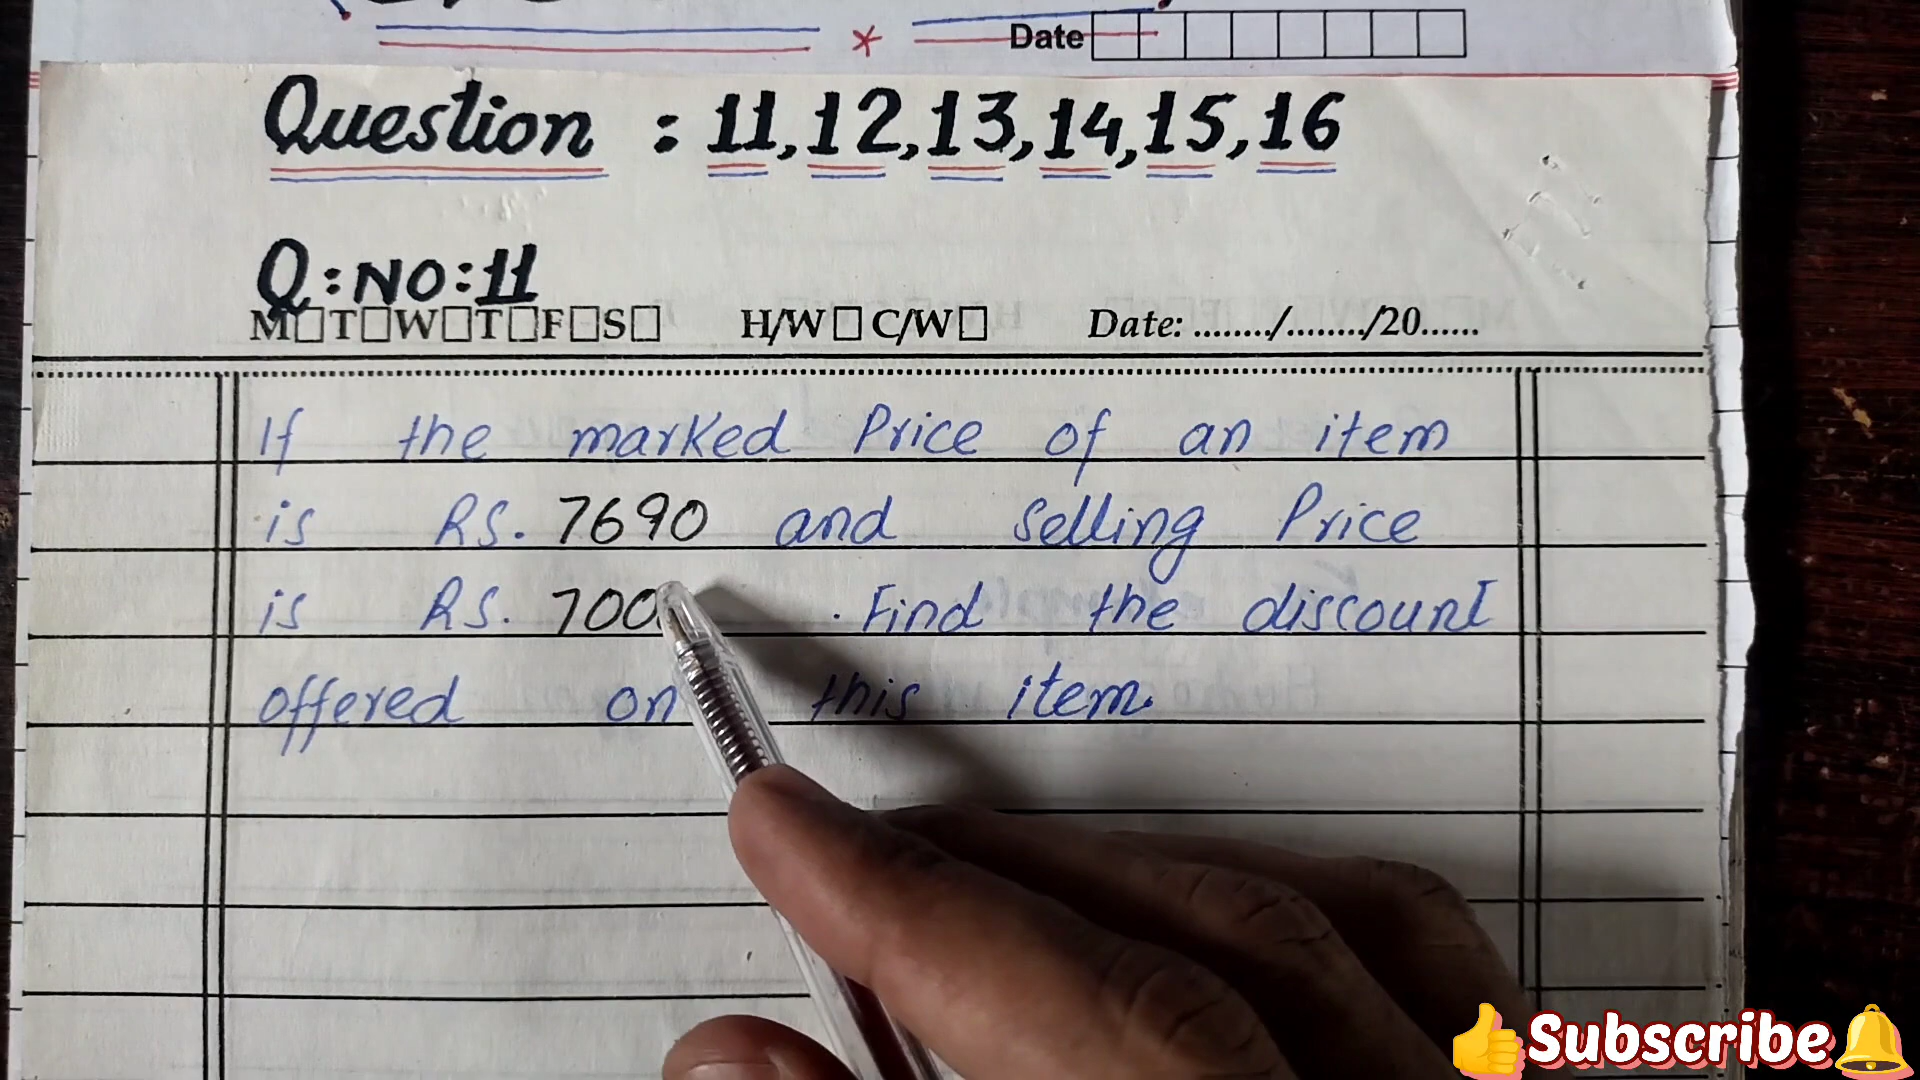 Date
Question : 11, 12, 13, 14, 15, 16
Q:NO:11
M□T□W□T□F□S□ H/W□ C/W□ Date: ......../......../20......
If the marked Price of an item
is RS. 7690 and selling Price
is RS. . Find the discount
offered on this item.
Subscribe